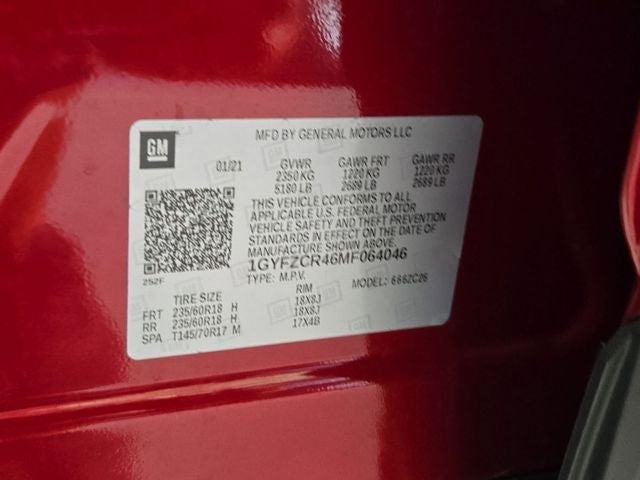 GM
MFD BY GENERAL MOTORS LLC
01/21 GVWR GAWR FRT GAWR RR
2350 KG 1220 KG 1220 KG
5180 LB 2689 LB 2689 LB
THIS VEHICLE CONFORMS TO ALL
APPLICABLE U.S. FEDERAL MOTOR
VEHICLE SAFETY AND THEFT PREVENTION
STANDARDS IN EFFECT ON THE DATE OF
MANUFACTURE SHOWN ABOVE.
1GYFZCR46MF064046
252F TYPE: M.P.V. MODEL: 6662C26
TIRE SIZE RIM
FRT 235/60R18 H 18X8J
RR 235/60R18 H 18X8J
SPA T145/70R17 M 17X4B